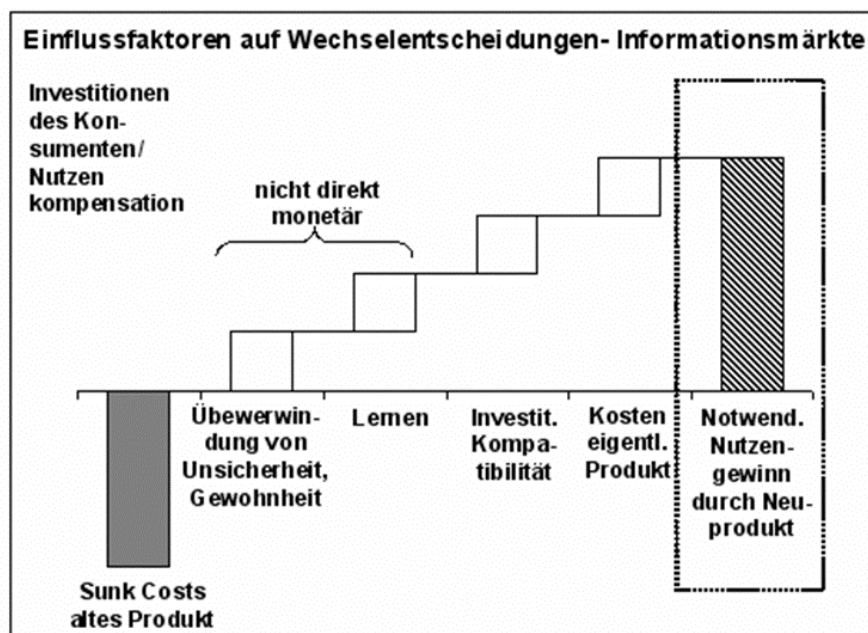 Einflussfaktoren auf Wechselentscheidungen- Informationsmärkte
Investitionen
des Kon-
sumenten/
Nutzen
kompensation
nicht direkt
monetär
Übewerwin-
dung von
Unsicherheit,
Gewohnheit
Lernen
Investit.
Kompa-
tibilität
Kosten
eigentl.
Produkt
Notwend.
Nutzen-
gewinn
durch Neu-
produkt
Sunk Costs
altes Produkt